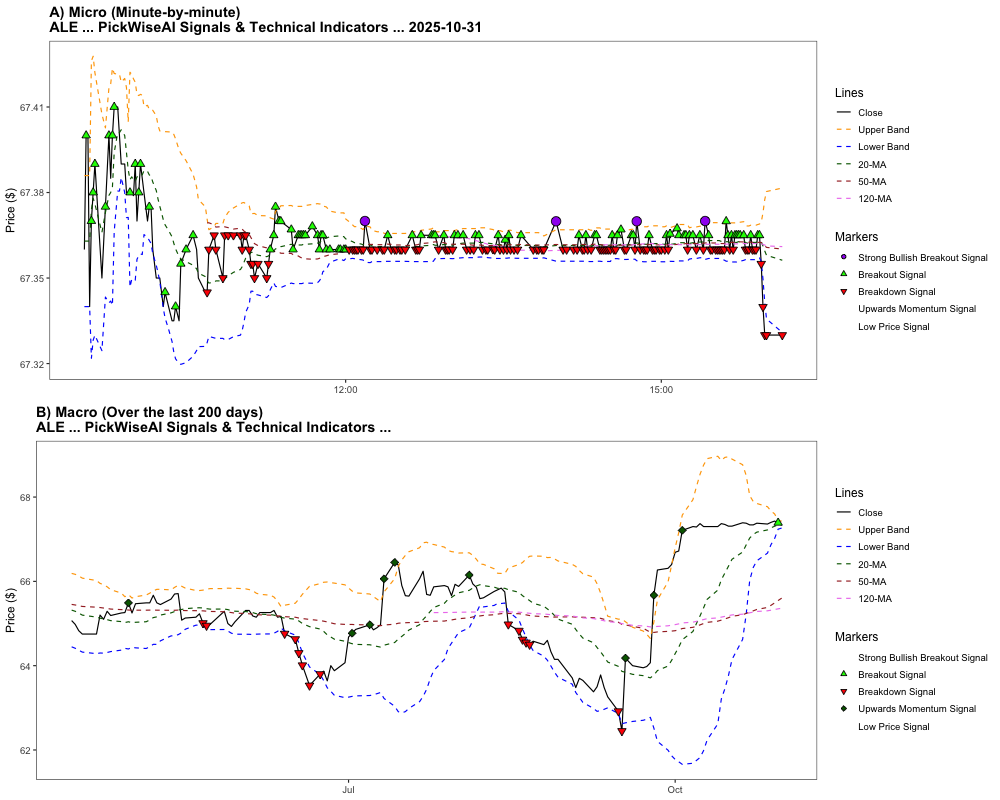 A) Micro (Minute-by-minute)
ALE ... PickWiseAI Signals & Technical Indicators ... 2025-10-31
Price ($)
67.41
67.38
67.35
67.32
12:00
15:00
Lines
Close
Upper Band
Lower Band
20-MA
50-MA
120-MA
Markers
Strong Bullish Breakout Signal
Breakout Signal
Breakdown Signal
Upwards Momentum Signal
Low Price Signal
B) Macro (Over the last 200 days)
ALE ... PickWiseAI Signals & Technical Indicators ...
Price ($)
68
66
64
62
Jul
Oct
Lines
Close
Upper Band
Lower Band
20-MA
50-MA
120-MA
Markers
Strong Bullish Breakout Signal
Breakout Signal
Breakdown Signal
Upwards Momentum Signal
Low Price Signal